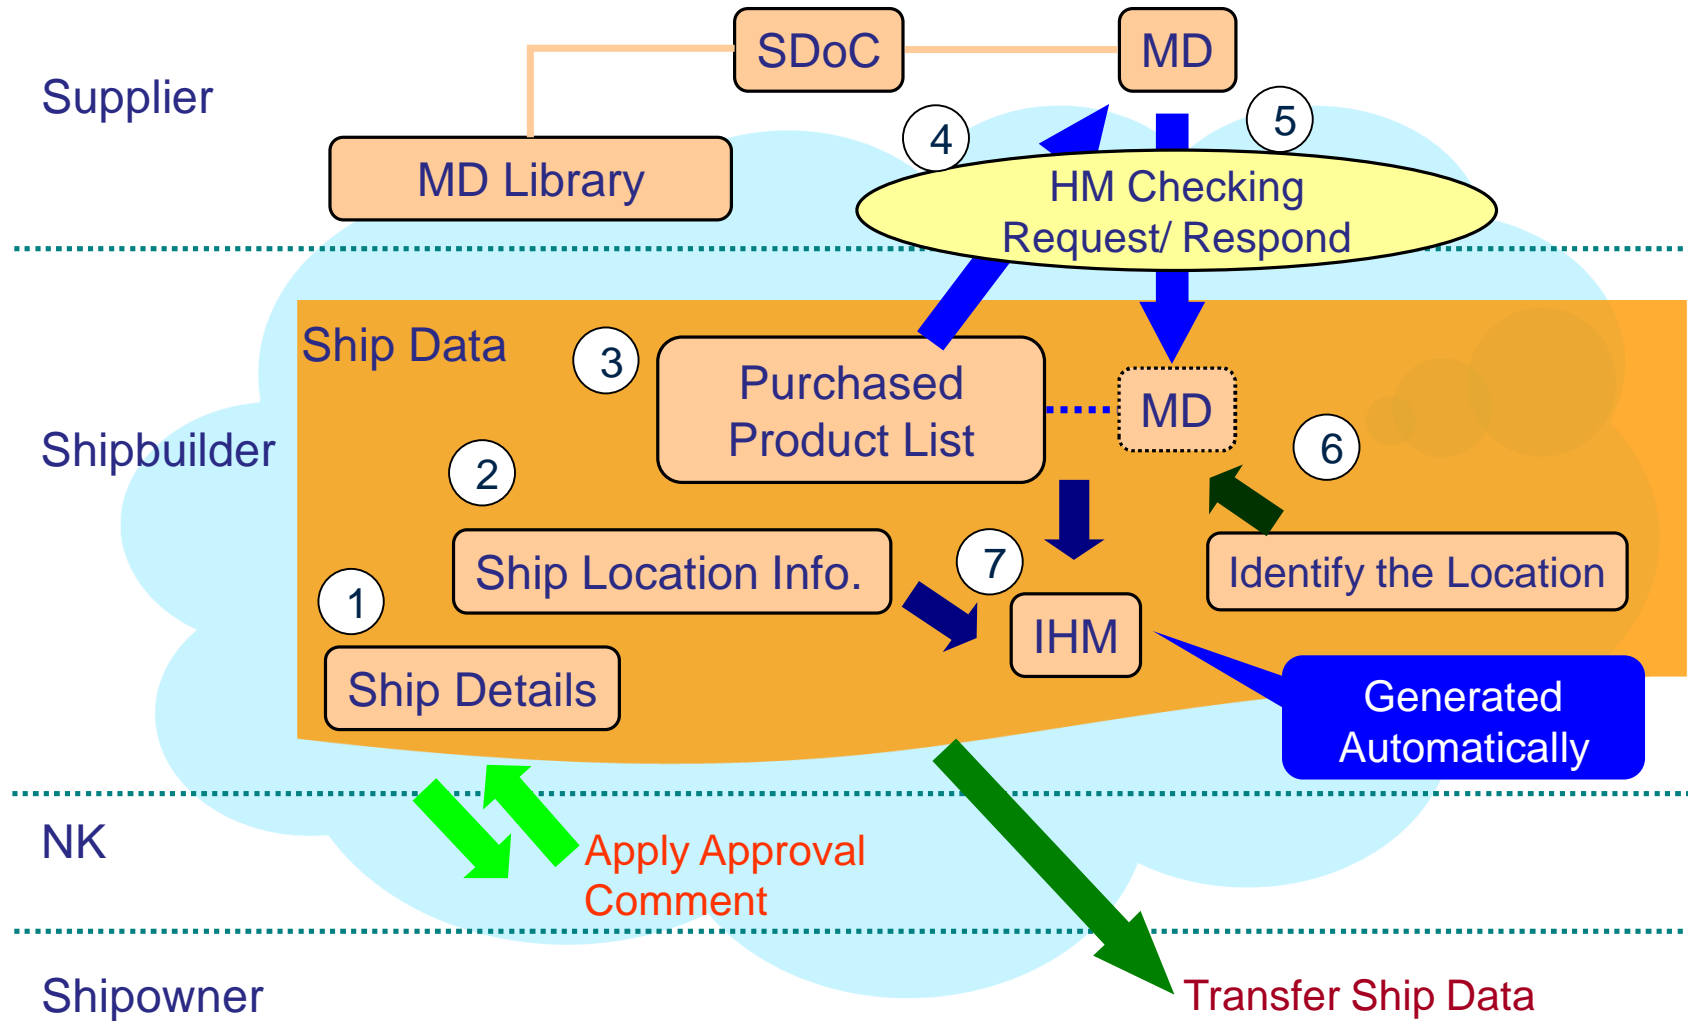 SDoC
MD
Supplier
4
5
MD Library
HM Checking
Request/ Respond
Ship Data
3
Purchased
Product List
MD
Shipbuilder
2
6
Ship Location Info.
7
Identify the Location
1
IHM
Ship Details
Generated
Automatically
NK
Apply Approval
Comment
Shipowner
Transfer Ship Data